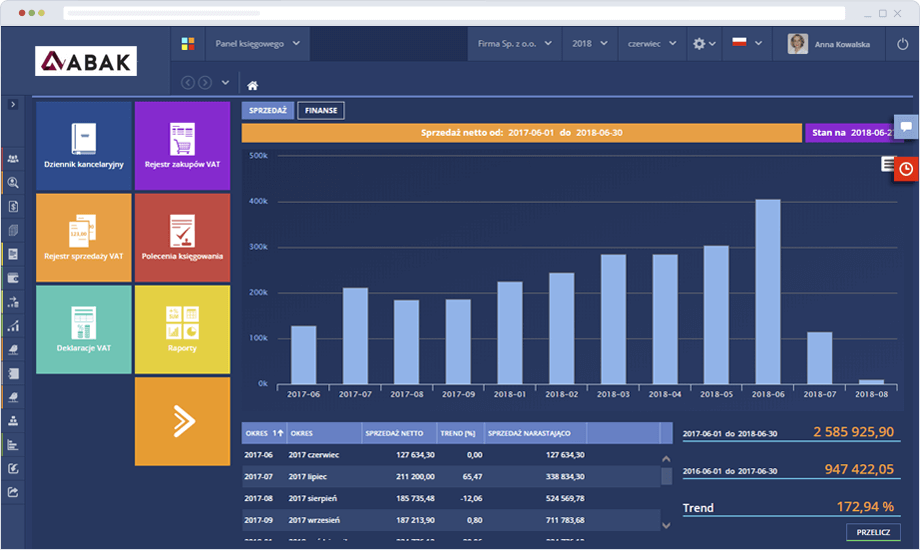 ABAK
Panel księgowego
Firma Sp. z o.o.
2018
czerwiec
Anna Kowalska
Dziennik kancelaryjny
Rejestr zakupów VAT
Rejestr sprzedaży VAT
Polecenia księgowania
Deklaracje VAT
Raporty
SPRZEDAŻ FINANSE
Sprzedaż netto od: 2017-06-01 do 2018-06-30
Stan na 2018-06-2
500k
400k
300k
200k
100k
0k
2017-06 2017-07 2017-08 2017-09 2018-01 2018-02 2018-03 2018-04 2018-05 2018-06 2018-07 2018-08
OKRES 1 OKRES SPRZEDAŻ NETTO TREND [%] SPRZEDAŻ NARASTAJĄCO
2017-06 2017 czerwiec 127 634,30 0,00 127 634,30
2017-07 2017 lipiec 211 200,00 65,47 338 834,30
2017-08 2017 sierpień 185 735,48 -12,06 524 569,78
2017-09 2017 wrzesień 187 213,90 0,80 711 783,68
2017-06-01 do 2018-06-30 2 585 925,90
2016-06-01 do 2017-06-30 947 422,05
Trend 172,94 %
PRZELICZ